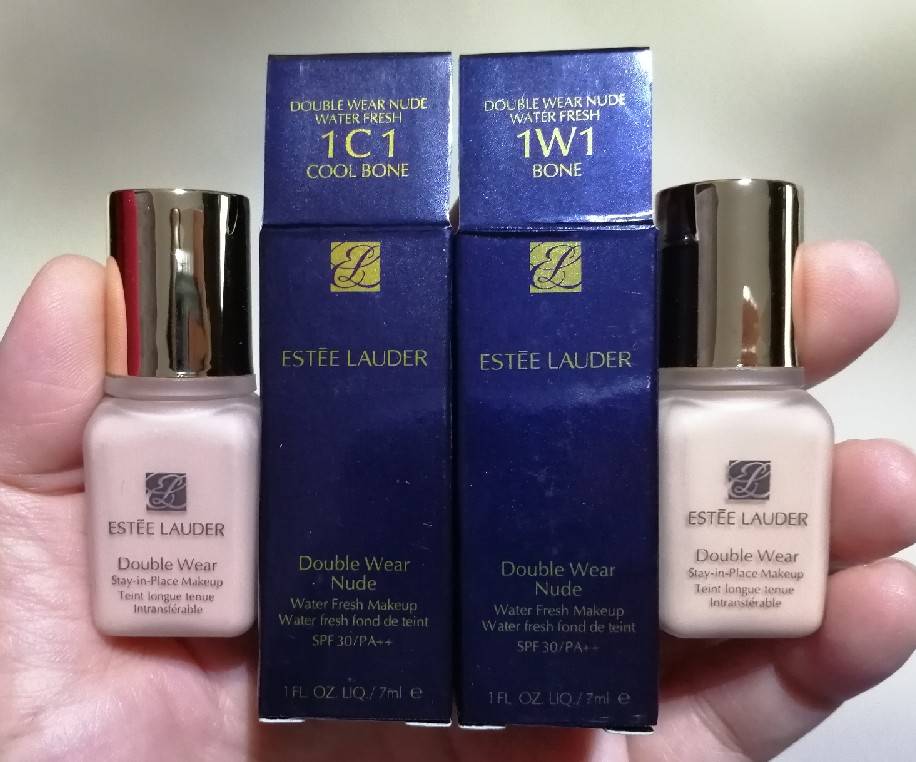 DOUBLE WEAR NUDE
WATER FRESH
1C1
COOL BONE
ESTĒE LAUDER
Double Wear
Nude
Water Fresh Makeup
Water fresh fond de teint
SPF 30/PA++
1FL. OZ. LIQ./7ml e
DOUBLE WEAR NUDE
WATER FRESH
1W1
BONE
ESTĒE LAUDER
Double Wear
Nude
Water Fresh Makeup
Water fresh fond de teint
SPF 30/PA++
1FL. OZ. LIQ./7ml e
ESTĒE LAUDER
Double Wear
Stay-in-Place Makeup
Teint longue tenue
Intransférable
ESTĒE LAUDER
Double Wear
Stay-in-Place Makeup
Teint longue tenue
Intransférable